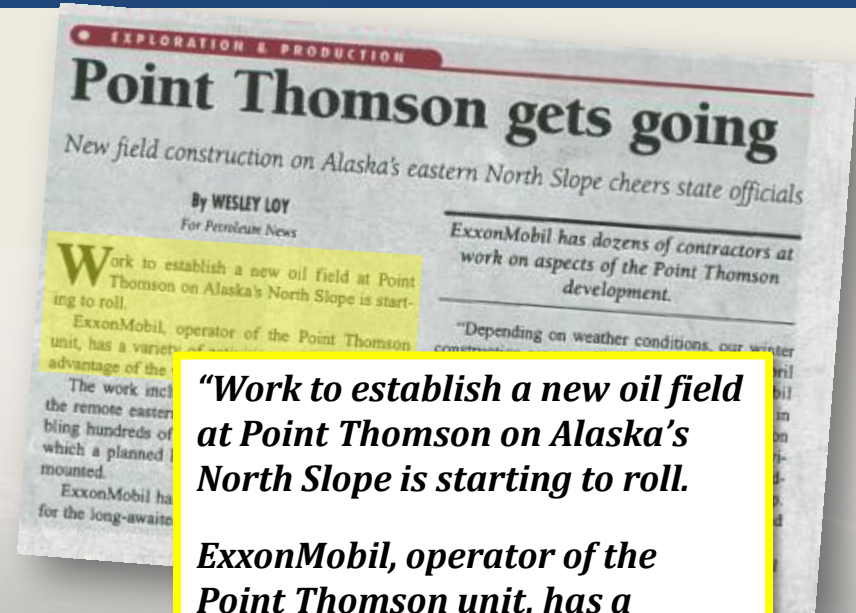 EXPLORATION & PRODUCTION
Point Thomson gets going
New field construction on Alaska's eastern North Slope cheers state officials
By WESLEY LOY
For Petroleum News
Work to establish a new oil field at Point
Thomson on Alaska's North Slope is start-
ing to roll.
ExxonMobil, operator of the Point Thomson
unit, has a variety of
advantage of the
The work incl
the remote easter
bling hundreds of
which a planned
mounted.
ExxonMobil ha
for the long-awaite
ExxonMobil has dozens of contractors at
work on aspects of the Point Thomson
development.
"Depending on weather conditions, our winter
“Work to establish a new oil field
at Point Thomson on Alaska’s
North Slope is starting to roll.
ExxonMobil, operator of the
Point Thomson unit, has a